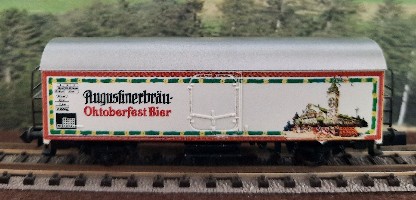 Augustinerbräu-
Oktoberfest Bier